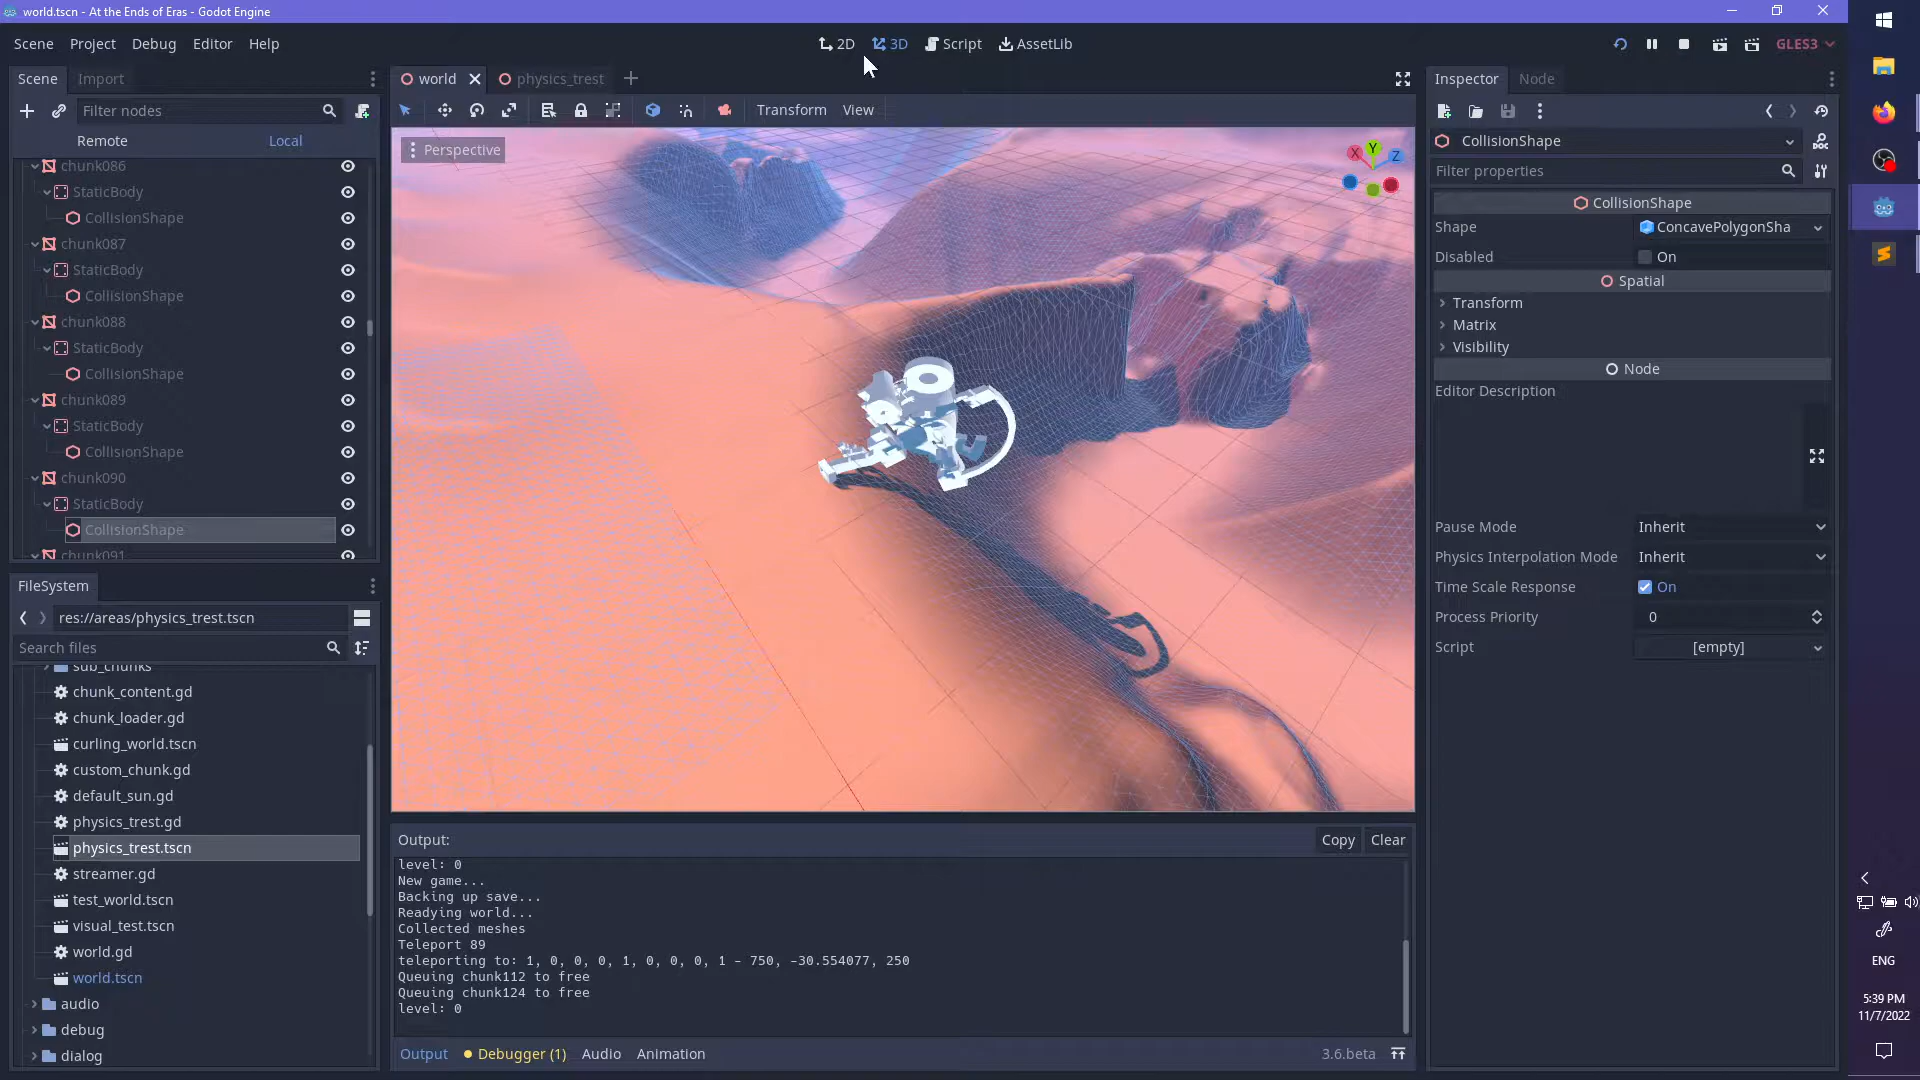 world.tscn - At the Ends of Eras - Godot Engine
Scene Project Debug Editor Help
2D 3D Script AssetLib
GLES3
Scene Import
world physics_trest
Inspector Node
Filter nodes
Transform View
Remote Local
CollisionShape
Perspective
X Y Z
Filter properties
chunk086
StaticBody
CollisionShape
chunk087
StaticBody
CollisionShape
chunk088
StaticBody
CollisionShape
chunk089
StaticBody
CollisionShape
chunk090
StaticBody
CollisionShape
chunk091
CollisionShape
Shape ConcavePolygonSha
Disabled On
Spatial
Transform
Matrix
Visibility
Node
Editor Description
Pause Mode Inherit
Physics Interpolation Mode Inherit
Time Scale Response On
Process Priority 0
Script [empty]
FileSystem
res://areas/physics_trest.tscn
Search files
sub_chunks
chunk_content.gd
chunk_loader.gd
curling_world.tscn
custom_chunk.gd
default_sun.gd
physics_trest.gd
physics_trest.tscn
streamer.gd
test_world.tscn
visual_test.tscn
world.gd
world.tscn
audio
debug
dialog
Output:
Copy Clear
level: 0
New game...
Backing up save...
Readying world...
Collected meshes
Teleport 89
teleporting to: 1, 0, 0, 0, 1, 0, 0, 0, 1 - 750, -30.554077, 250
Queuing chunk112 to free
Queuing chunk124 to free
level: 0
Output Debugger (1) Audio Animation
3.6.beta
ENG
5:39 PM
11/7/2022